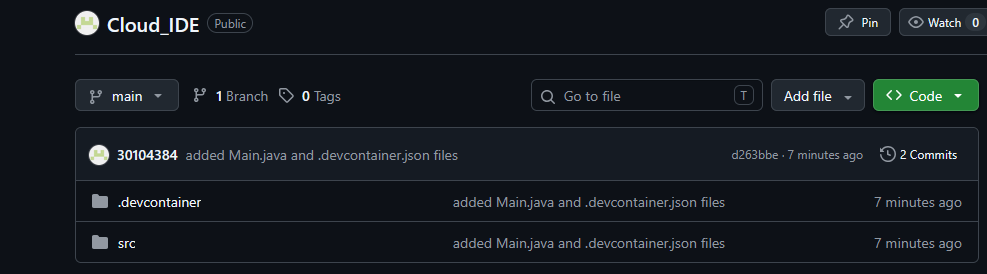 Cloud_IDE Public Pin Watch 0
main 1 Branch 0 Tags Go to file T Add file Code
30104384 added Main.java and .devcontainer.json files d263bbe · 7 minutes ago 2 Commits
.devcontainer added Main.java and .devcontainer.json files 7 minutes ago
src added Main.java and .devcontainer.json files 7 minutes ago